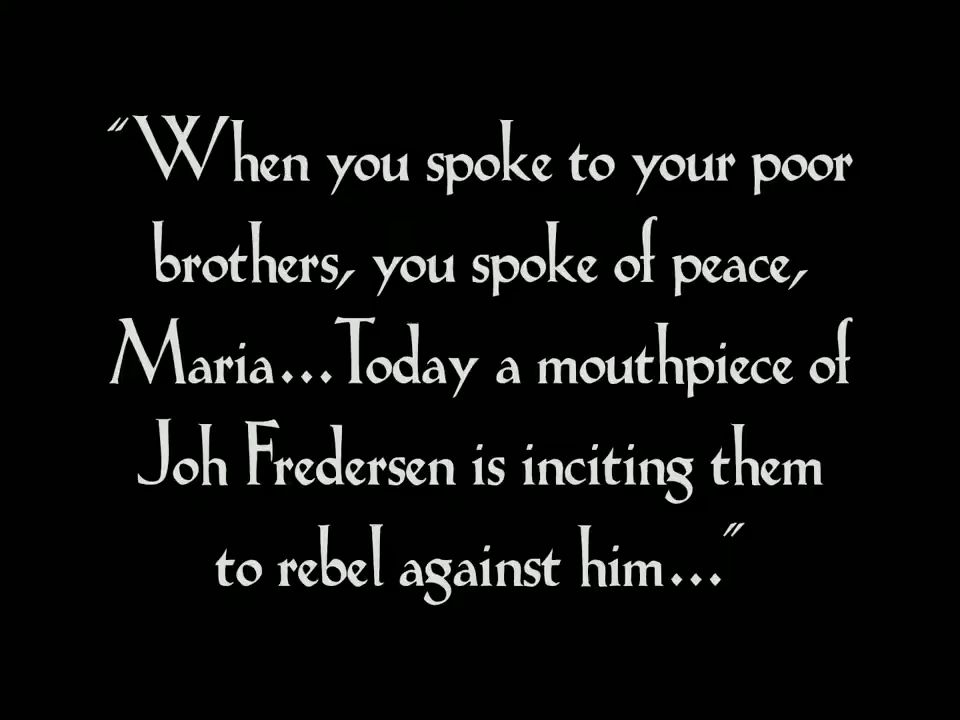 “When you spoke to your poor
brothers, you spoke of peace,
Maria...Today a mouthpiece of
Joh Fredersen is inciting them
to rebel against him...”